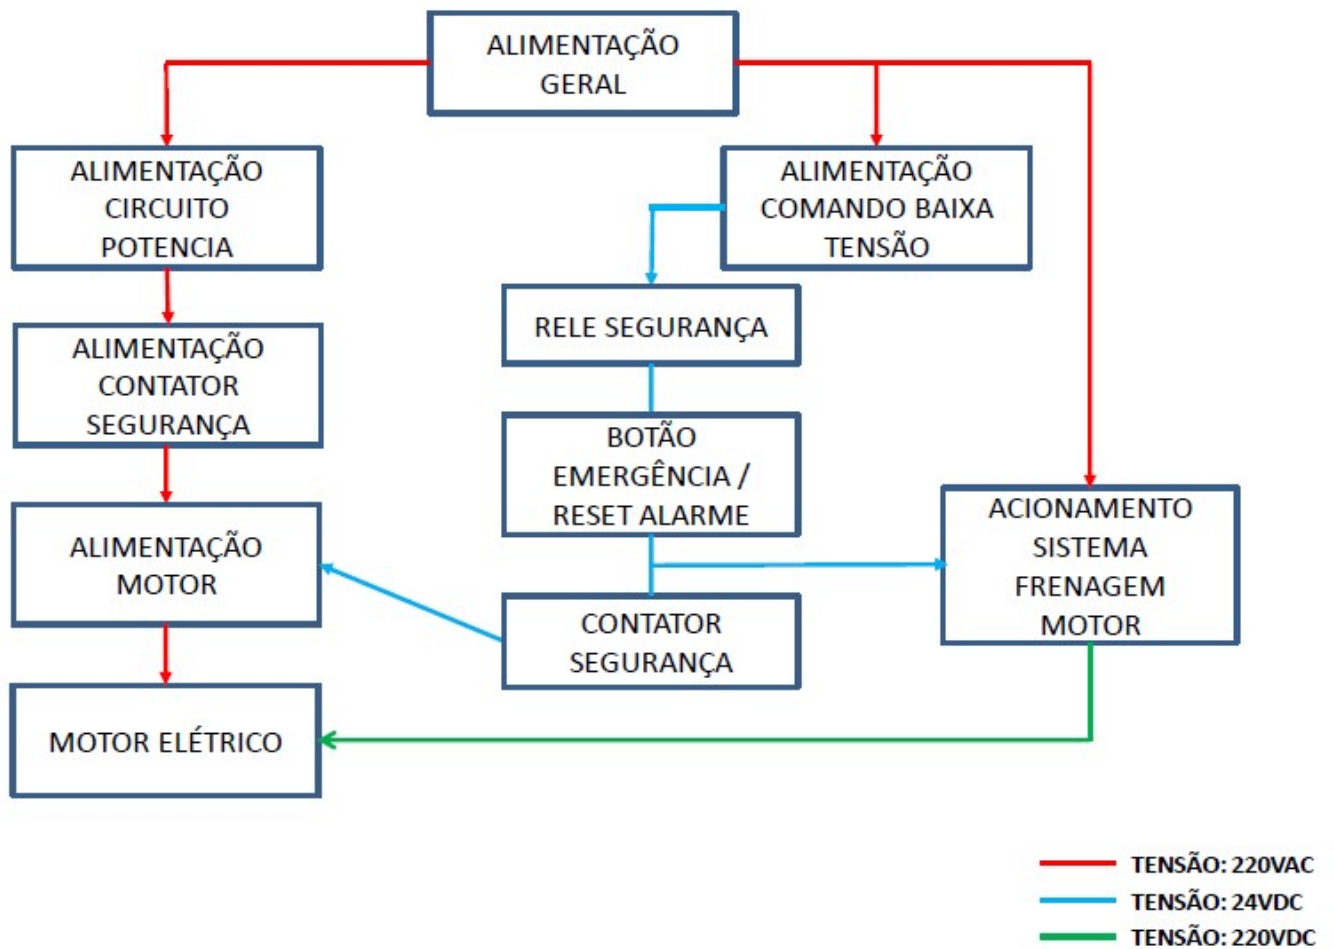 ALIMENTAÇÃO
GERAL
ALIMENTAÇÃO
CIRCUITO
POTENCIA
ALIMENTAÇÃO
COMANDO BAIXA
TENSÃO
RELE SEGURANÇA
ALIMENTAÇÃO
CONTATOR
SEGURANÇA
BOTÃO
EMERGÊNCIA /
RESET ALARME
ALIMENTAÇÃO
MOTOR
ACIONAMENTO
SISTEMA
FRENAGEM
MOTOR
CONTATOR
SEGURANÇA
MOTOR ELÉTRICO
TENSÃO: 220VAC
TENSÃO: 24VDC
TENSÃO: 220VDC